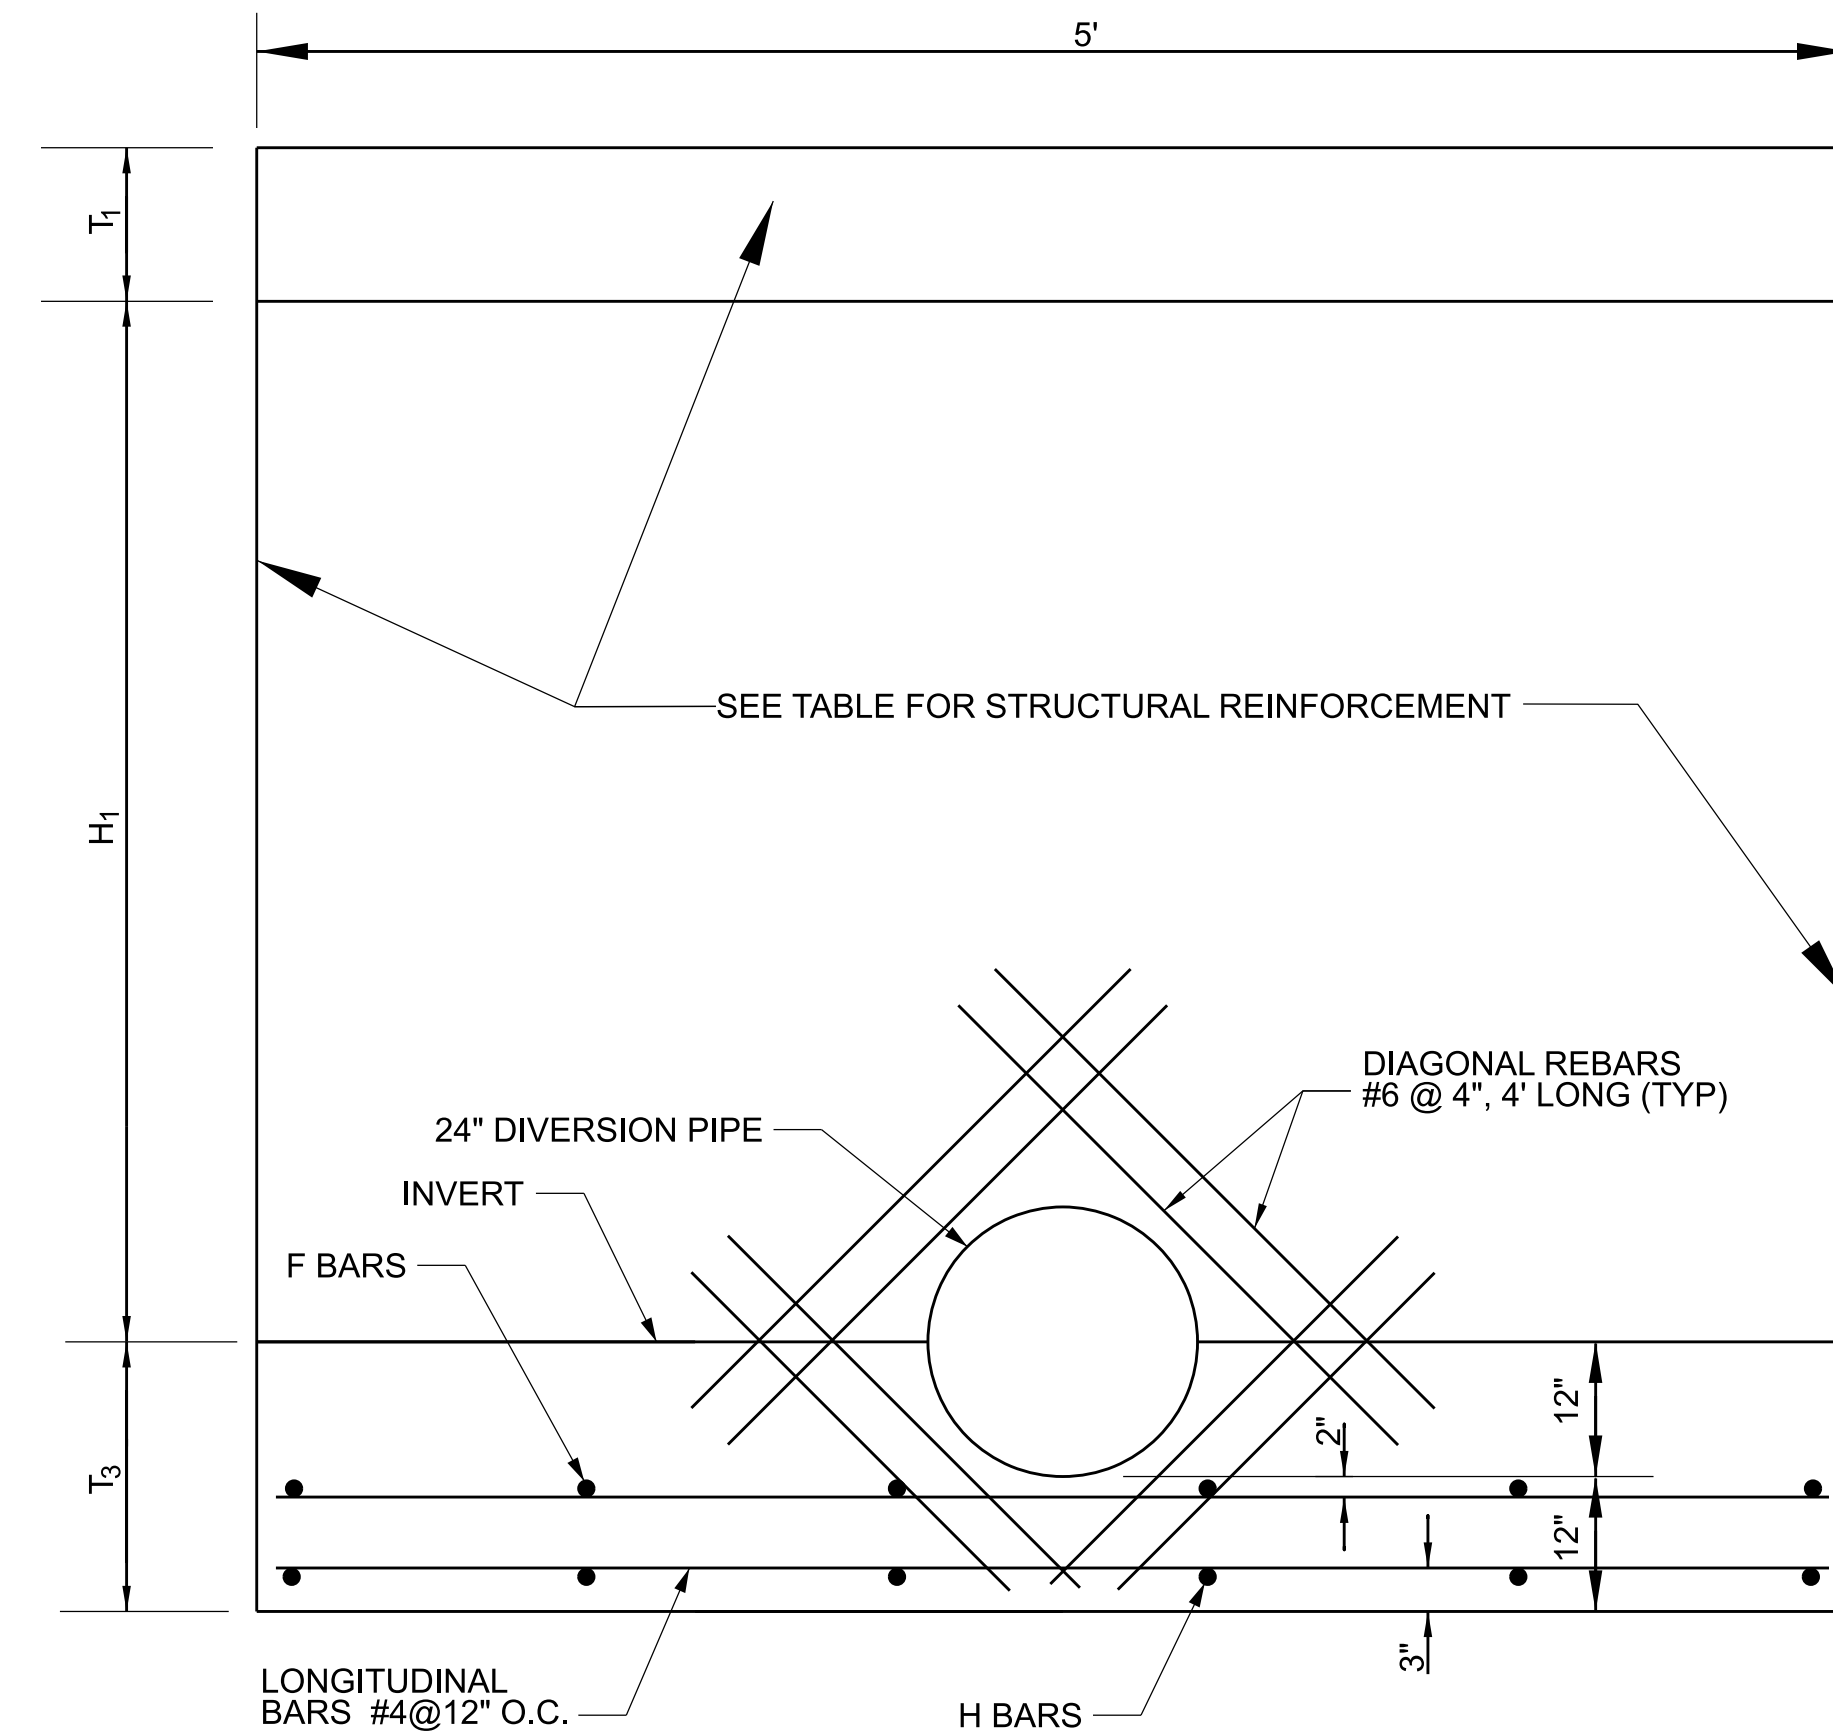 5'
T1
SEE TABLE FOR STRUCTURAL REINFORCEMENT
H1
DIAGONAL REBARS
#6 @ 4", 4' LONG (TYP)
24" DIVERSION PIPE
INVERT
F BARS
12"
2"
T3
12"
3"
LONGITUDINAL
BARS #4@12" O.C.
H BARS